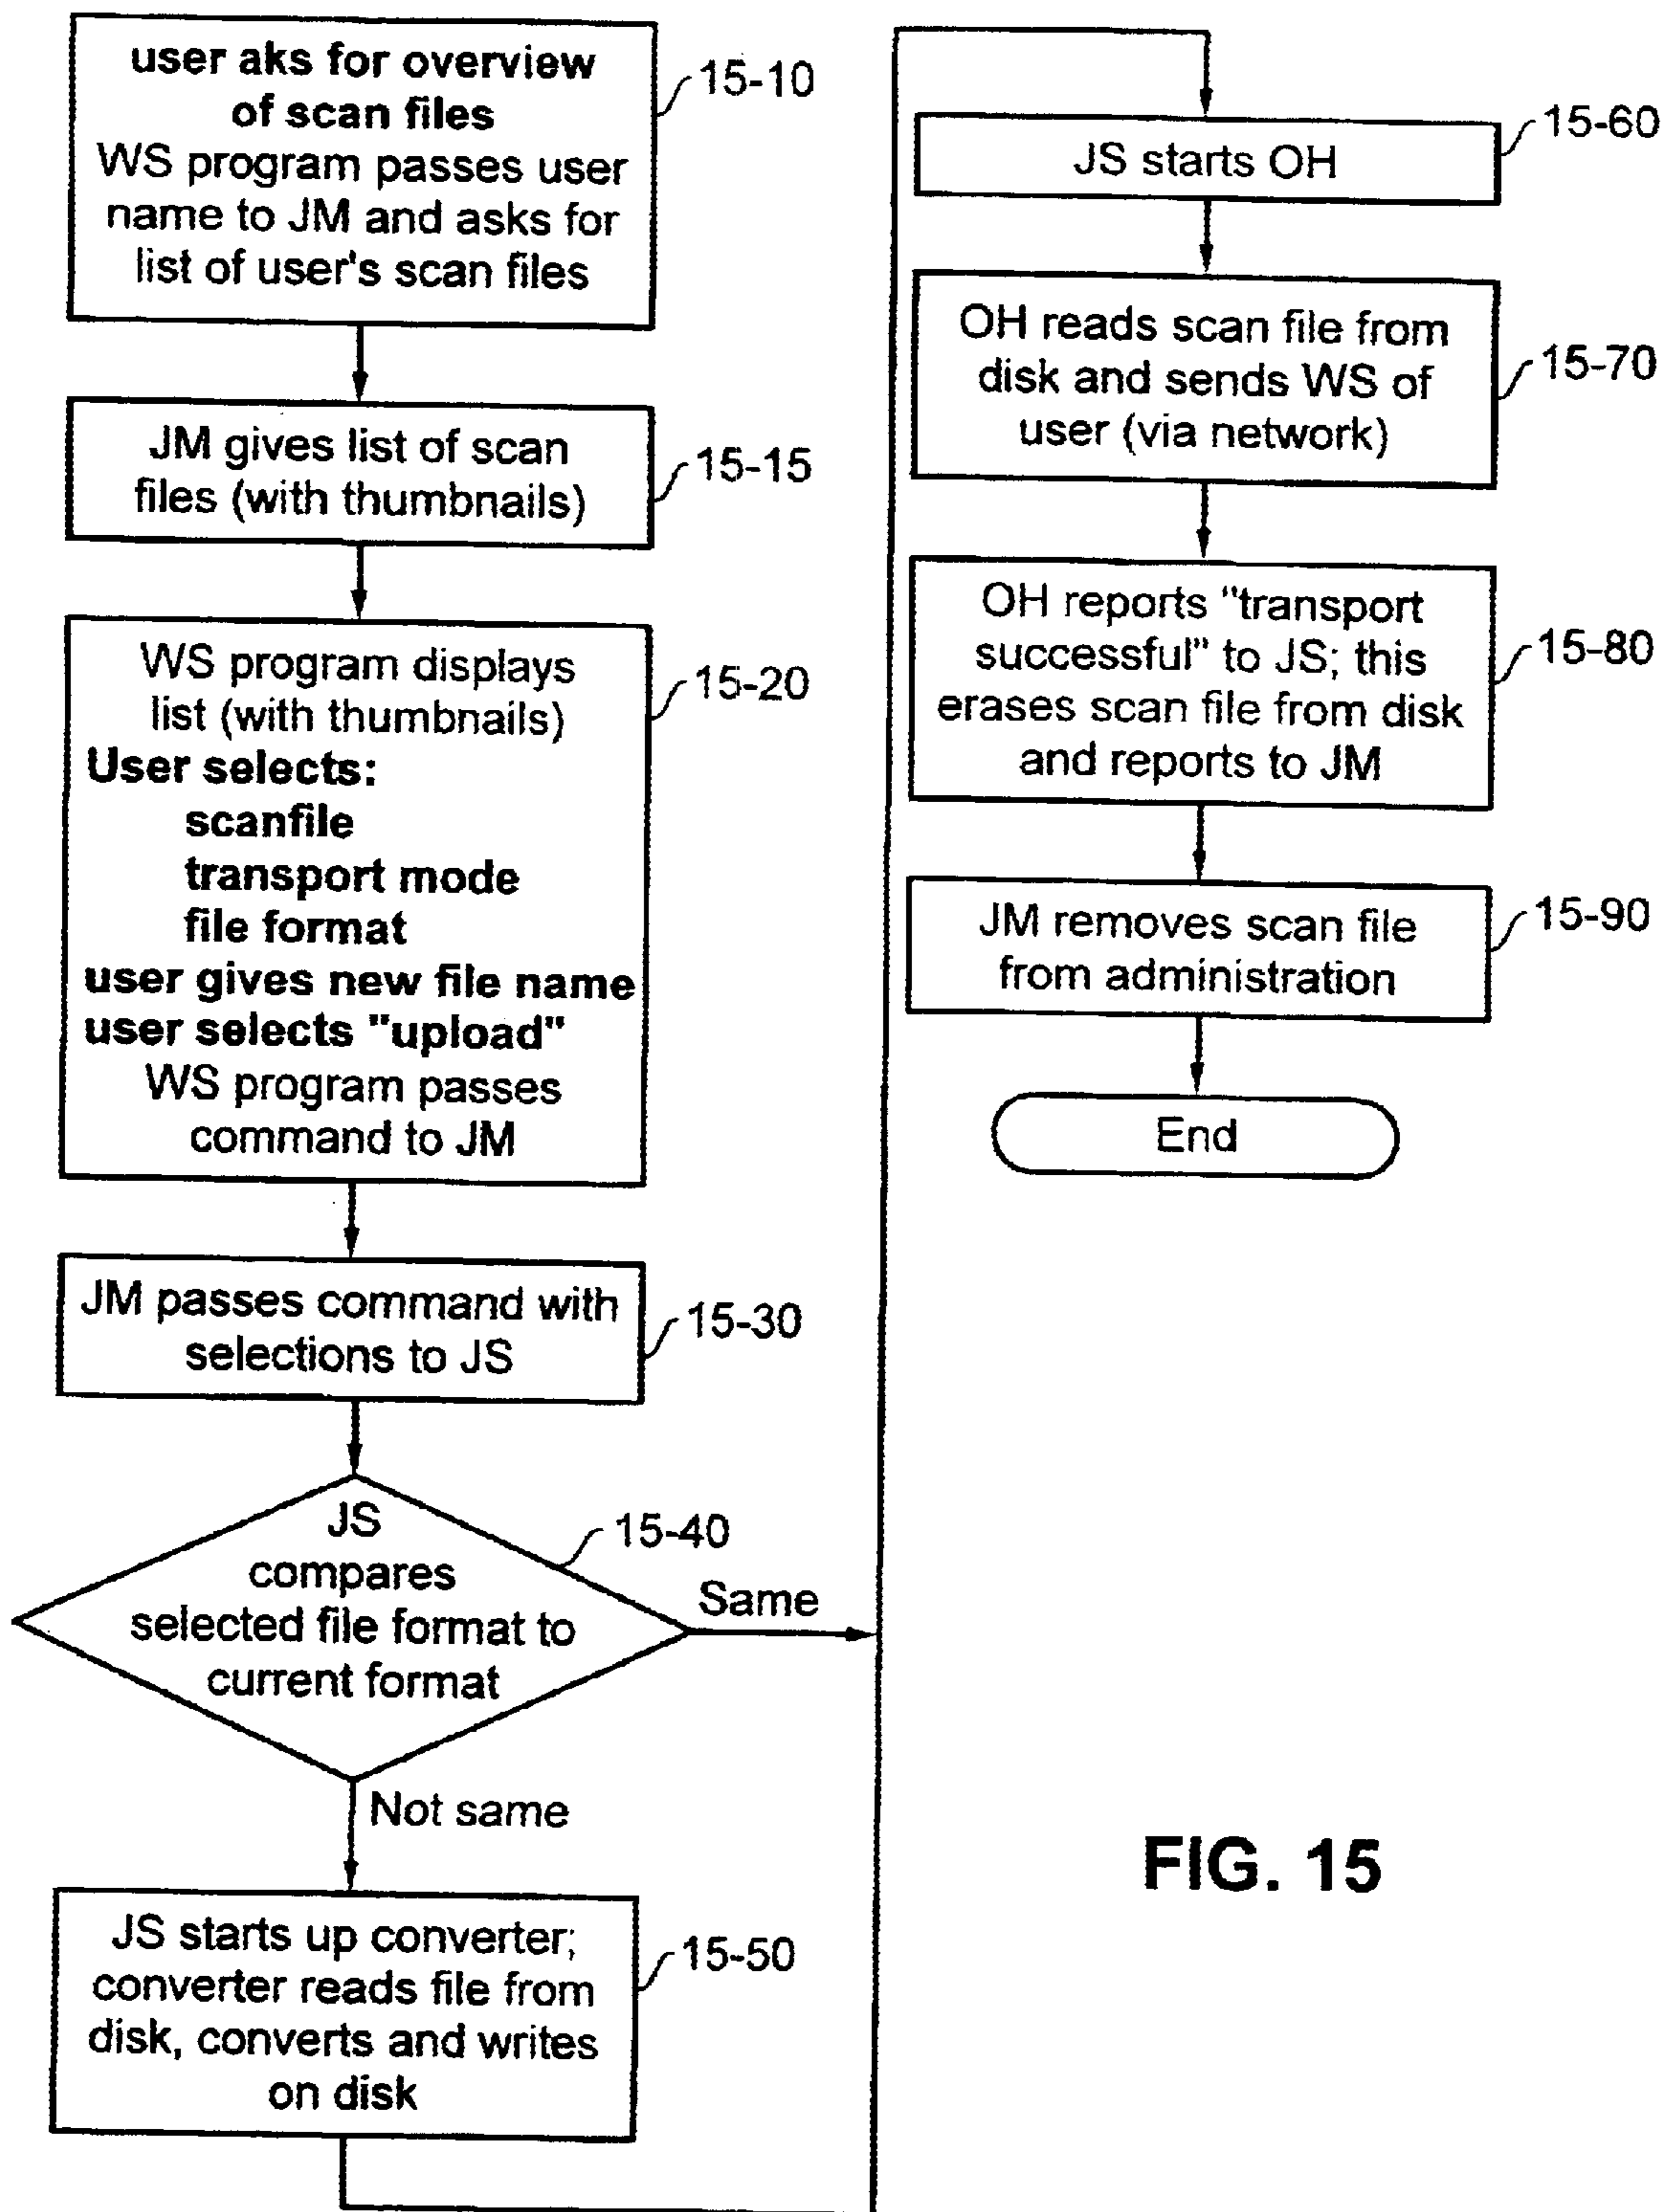 user aks for overview
of scan files
WS program passes user
name to JM and asks for
list of user's scan files
15-10
JM gives list of scan
files (with thumbnails)
15-15
WS program displays
list (with thumbnails)
User selects:
scanfile
transport mode
file format
user gives new file name
user selects "upload"
WS program passes
command to JM
15-20
JM passes command with
selections to JS
15-30
JS
compares
selected file format to
current format
15-40
Same
Not same
JS starts up converter;
converter reads file from
disk, converts and writes
on disk
15-50
JS starts OH
15-60
OH reads scan file from
disk and sends WS of
user (via network)
15-70
OH reports "transport
successful" to JS; this
erases scan file from disk
and reports to JM
15-80
JM removes scan file
from administration
15-90
End
FIG. 15